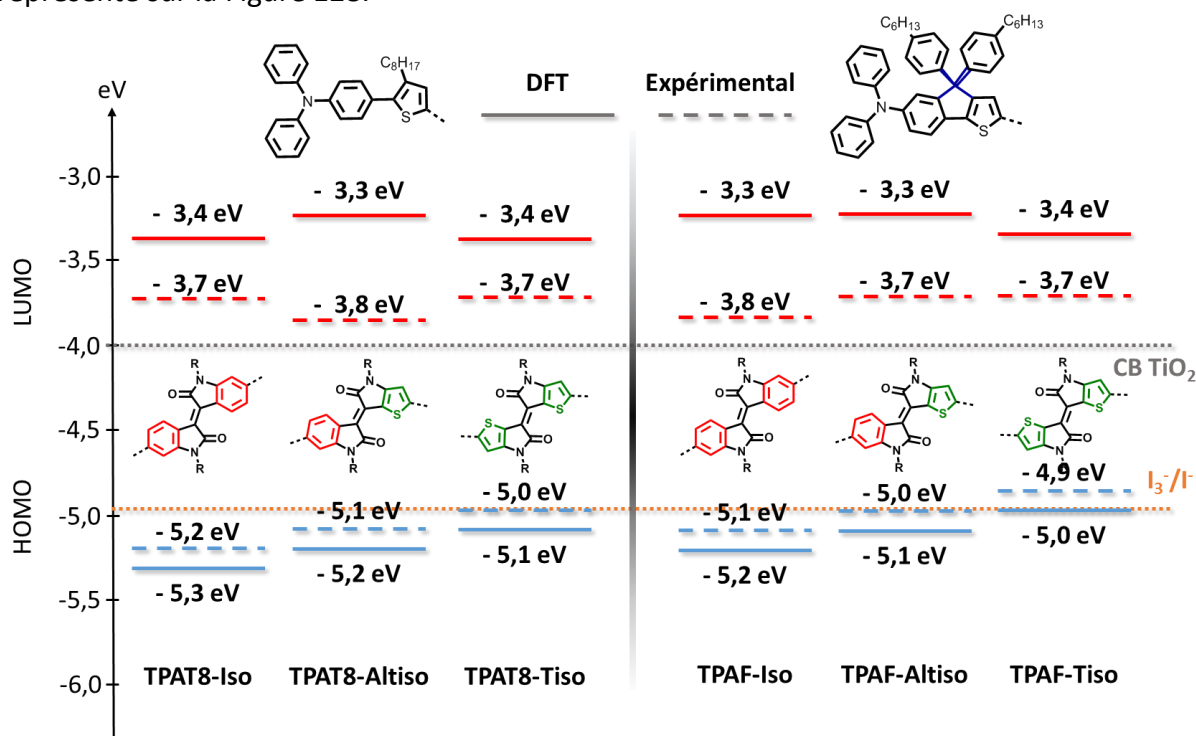 C₆H₁₃ C₆H₁₃
C₈H₁₇
eV DFT Expérimental
N S N S
-3,0
- 3,4 eV - 3,3 eV - 3,4 eV - 3,3 eV - 3,3 eV - 3,4 eV
-3,5
- 3,7 eV - 3,8 eV - 3,7 eV - 3,8 eV - 3,7 eV - 3,7 eV
LUMO
-4,0
CB TiO₂
R R R R R R
O N O N S O N O N O N S O N S
-4,5
N O N O S N O N O N O S N O
R R R R R R
- 4,9 eV
I₃⁻/I⁻
- 5,2 eV - 5,1 eV - 5,0 eV - 5,1 eV - 5,0 eV
-5,0
HOMO
- 5,3 eV - 5,2 eV - 5,1 eV - 5,2 eV - 5,1 eV - 5,0 eV
-5,5
TPAT8-Iso TPAT8-Altiso TPAT8-Tiso TPAF-Iso TPAF-Altiso TPAF-Tiso
-6,0